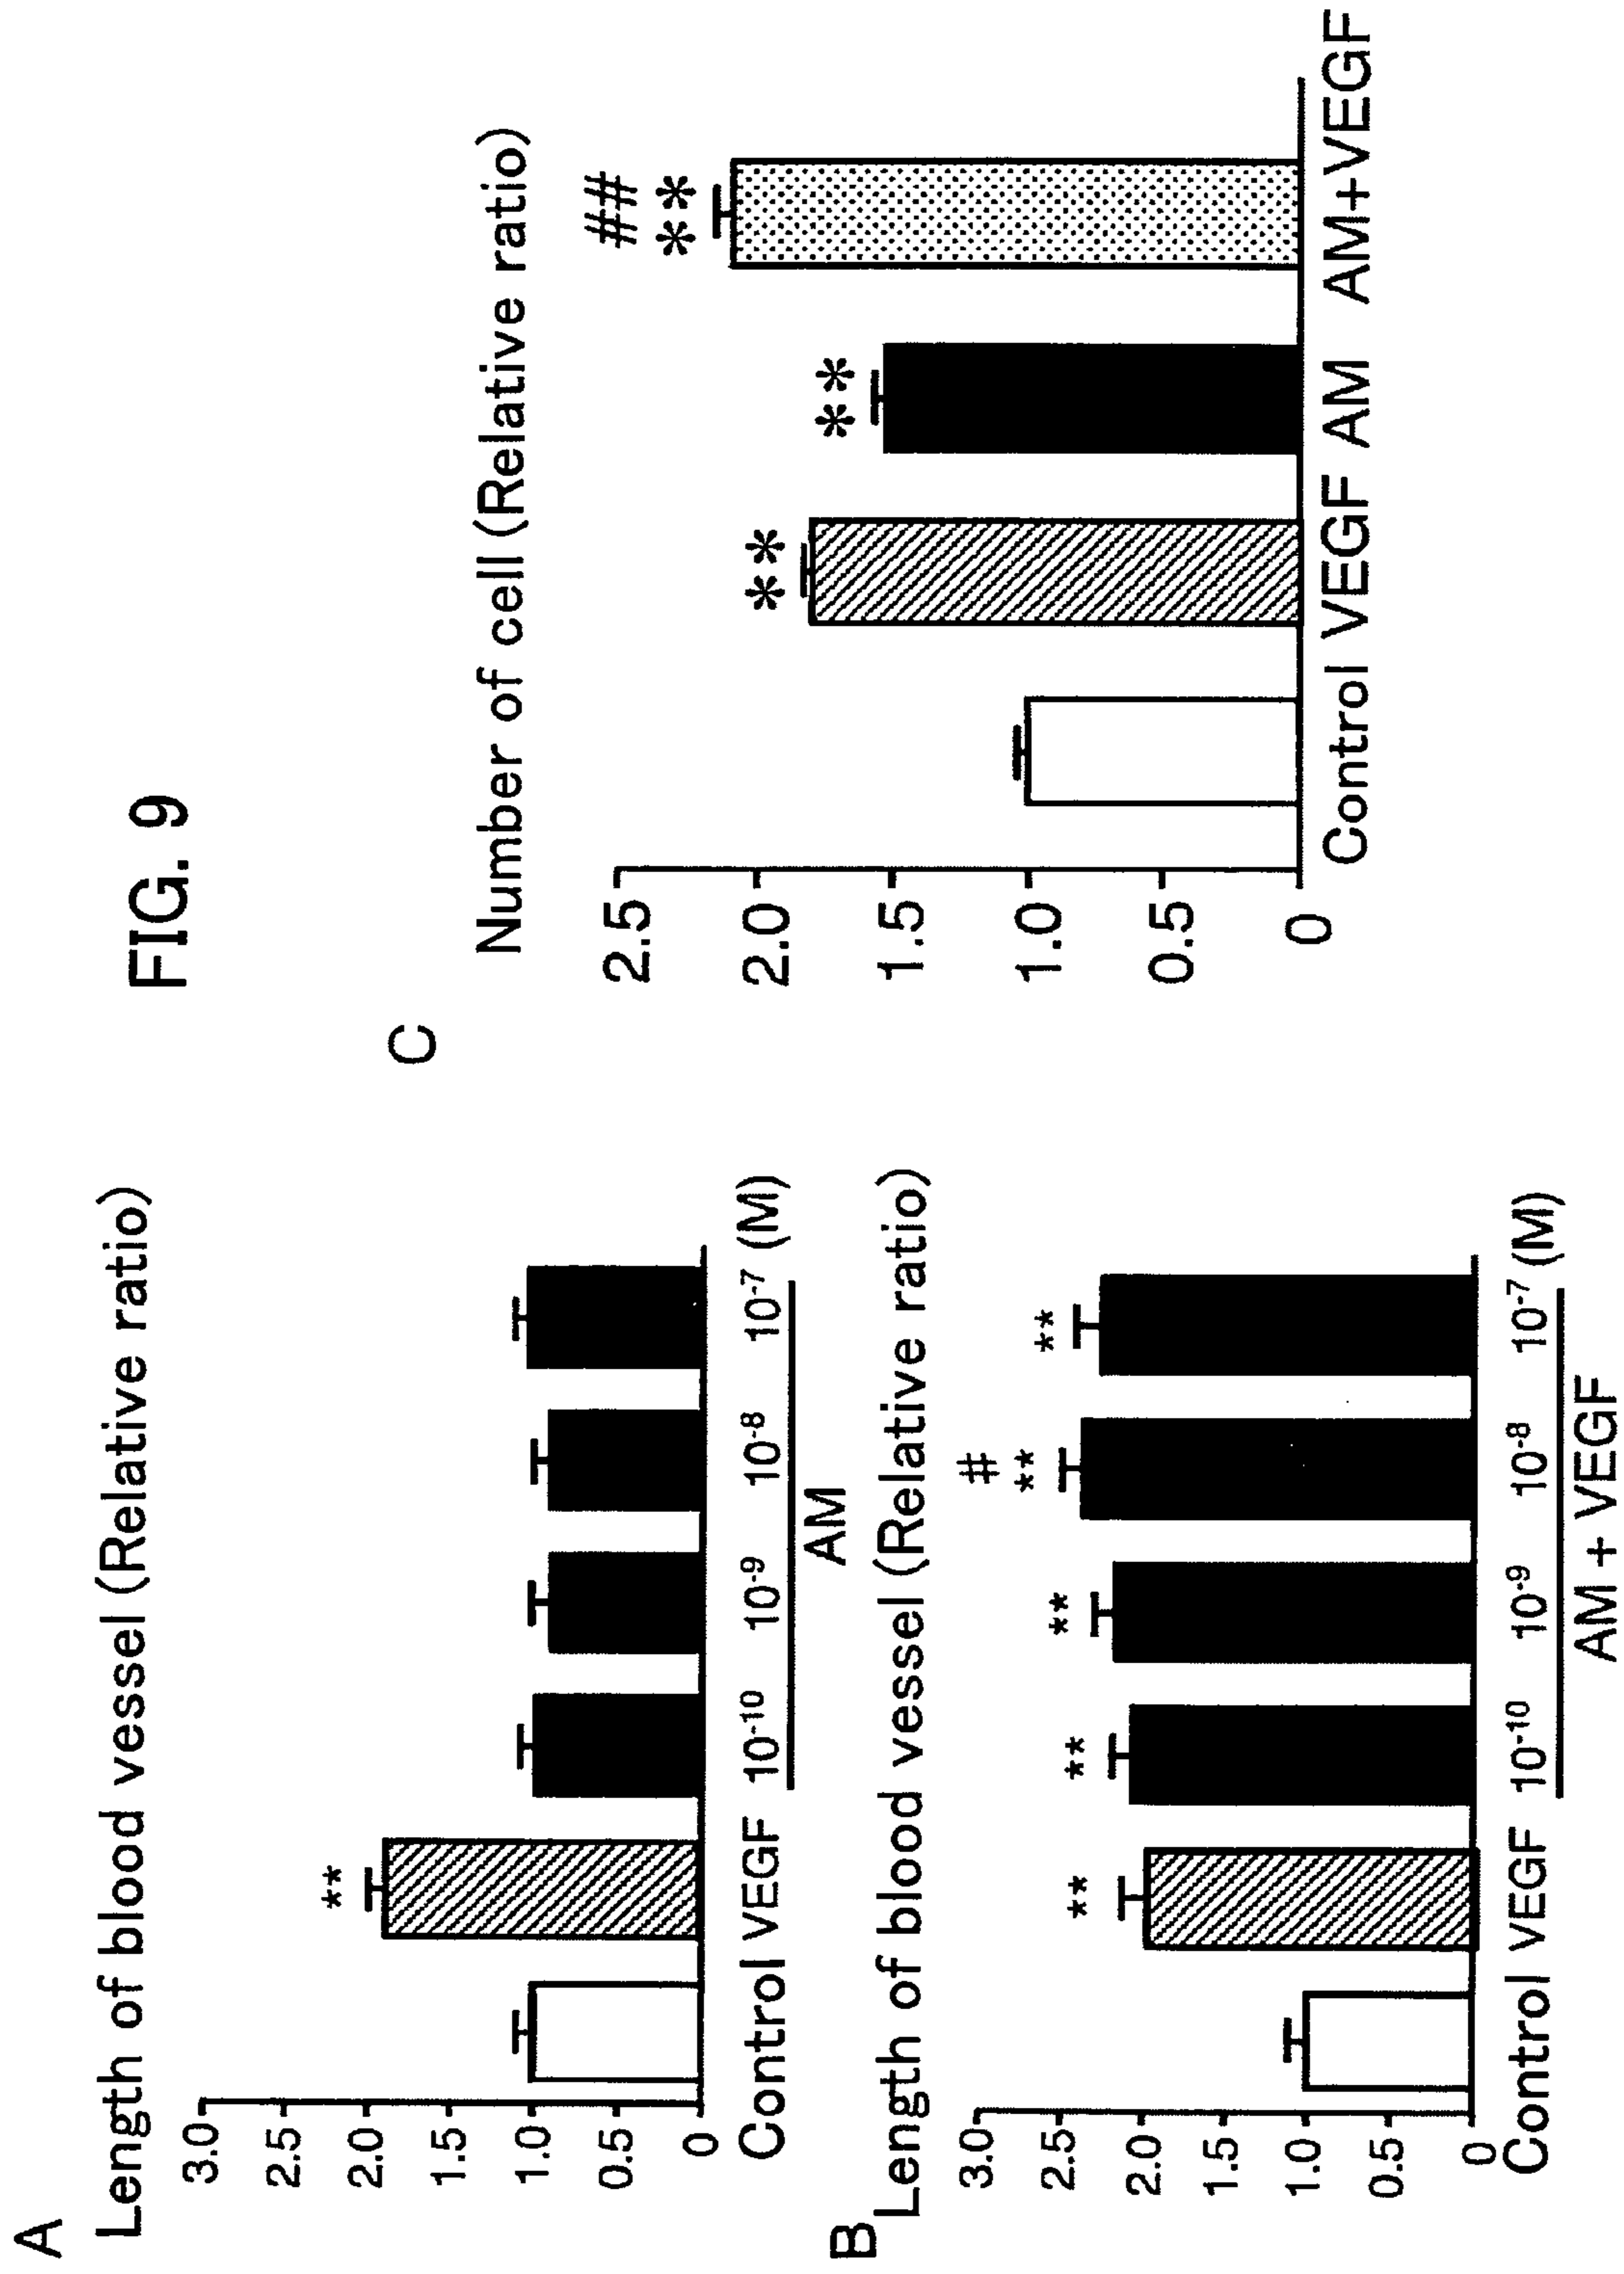 FIG. 9
A
Length of blood vessel (Relative ratio)
3.0
2.5
2.0
1.5
1.0
0.5
0
**
Control VEGF 10⁻¹⁰ 10⁻⁹ 10⁻⁸ 10⁻⁷ (M)
AM
B
Length of blood vessel (Relative ratio)
3.0
2.5
2.0
1.5
1.0
0.5
0
#
** ** ** ** **
Control VEGF 10⁻¹⁰ 10⁻⁹ 10⁻⁸ 10⁻⁷ (M)
AM + VEGF
C
Number of cell (Relative ratio)
2.5
2.0
1.5
1.0
0.5
0
##
** ** **
Control VEGF AM AM+VEGF